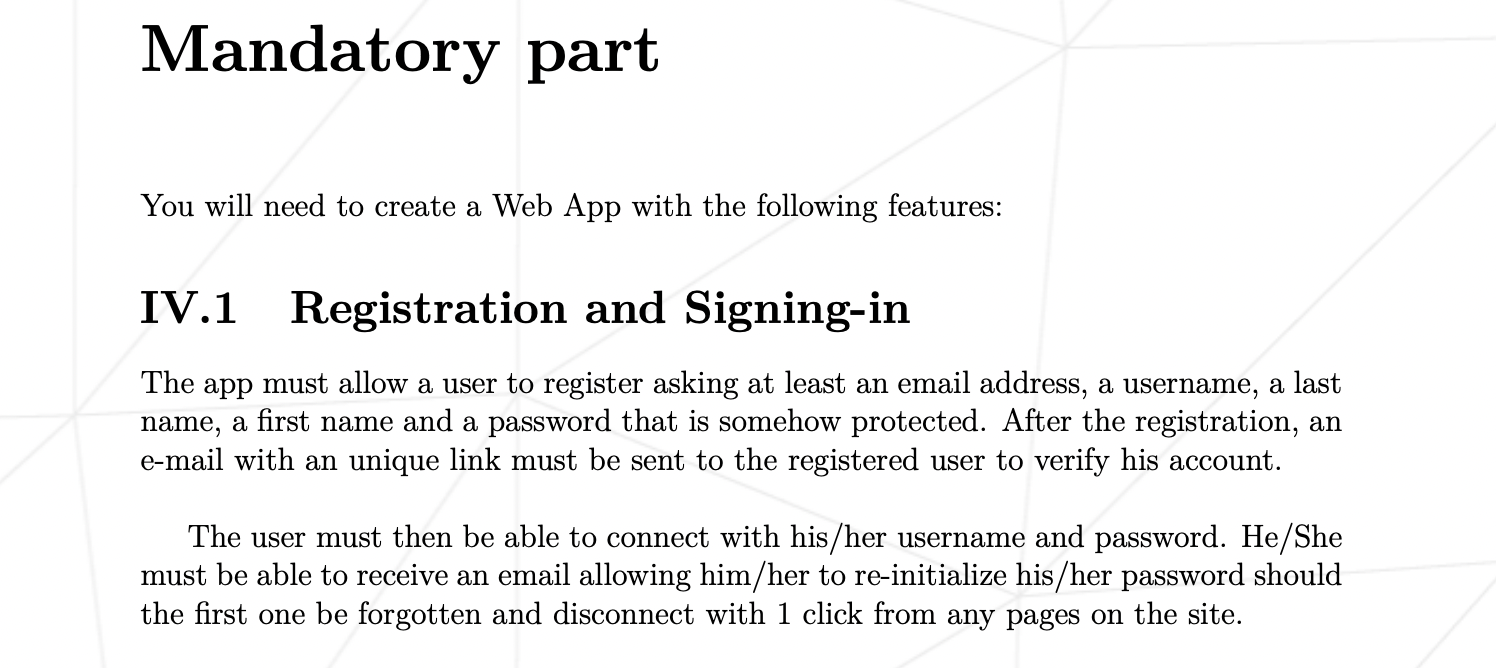 Mandatory part
You will need to create a Web App with the following features:
IV.1 Registration and Signing-in
The app must allow a user to register asking at least an email address, a username, a last
name, a first name and a password that is somehow protected. After the registration, an
e-mail with an unique link must be sent to the registered user to verify his account.
The user must then be able to connect with his/her username and password. He/She
must be able to receive an email allowing him/her to re-initialize his/her password should
the first one be forgotten and disconnect with 1 click from any pages on the site.